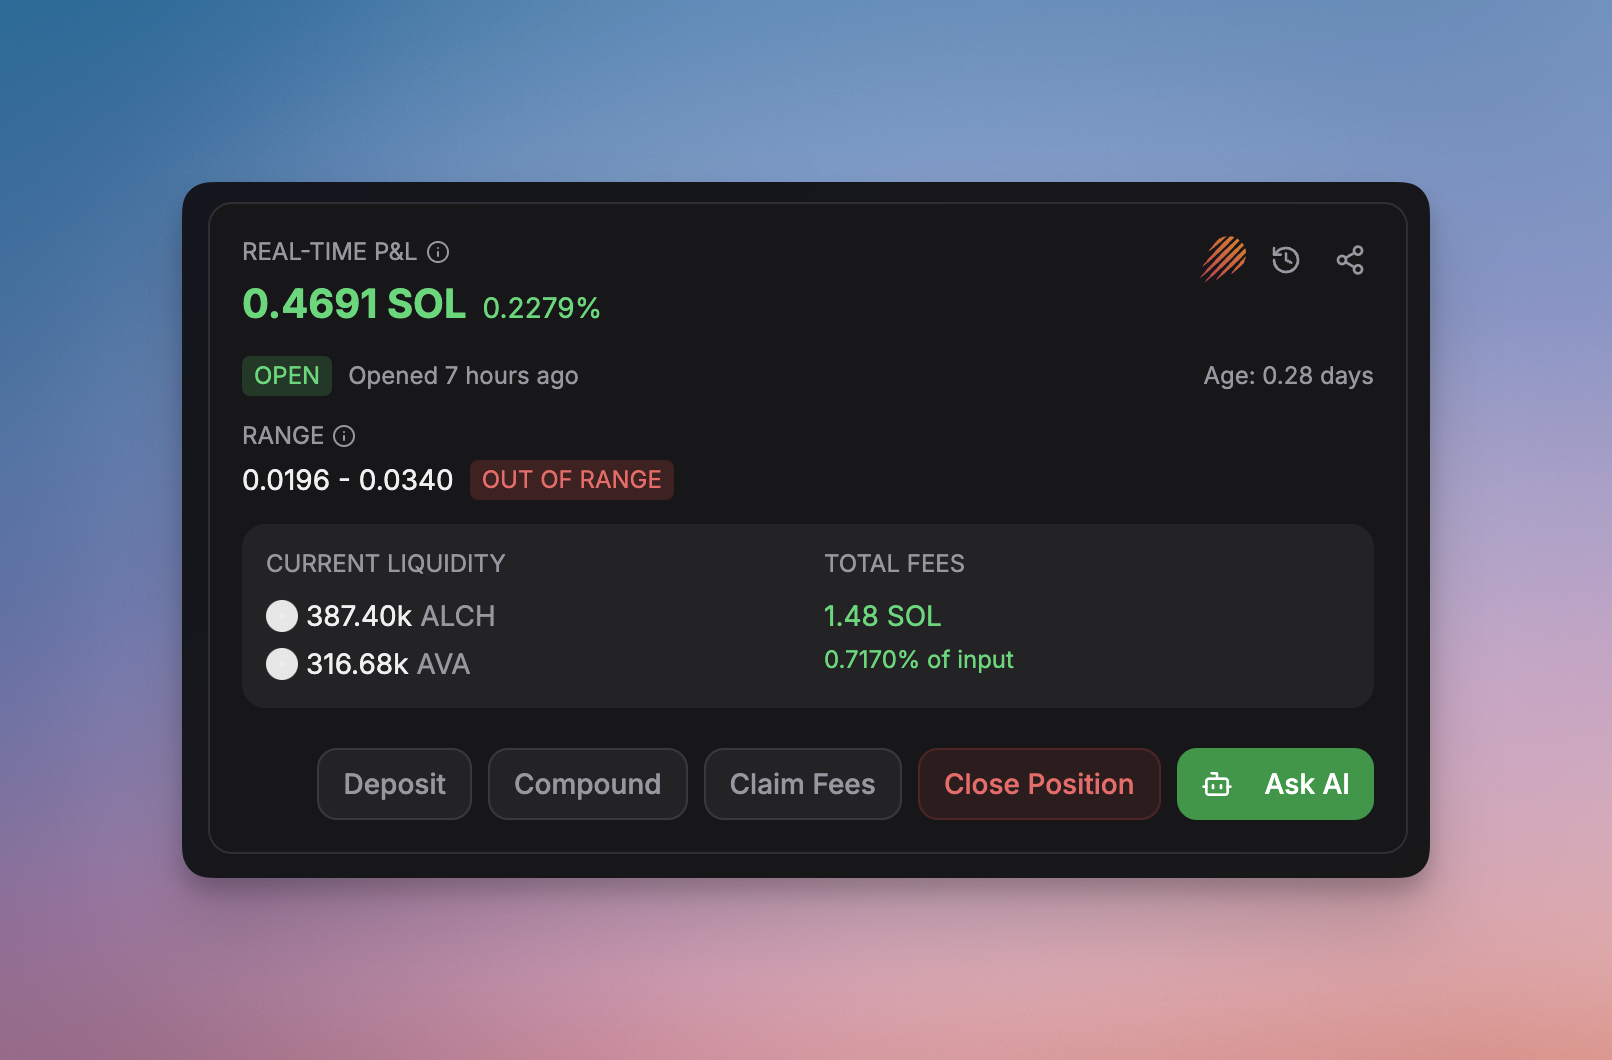 REAL-TIME P&L
0.4691 SOL 0.2279%
OPEN Opened 7 hours ago Age: 0.28 days
RANGE
0.0196 - 0.0340 OUT OF RANGE
CURRENT LIQUIDITY
387.40k ALCH
316.68k AVA
TOTAL FEES
1.48 SOL
0.7170% of input
Deposit Compound Claim Fees Close Position Ask AI